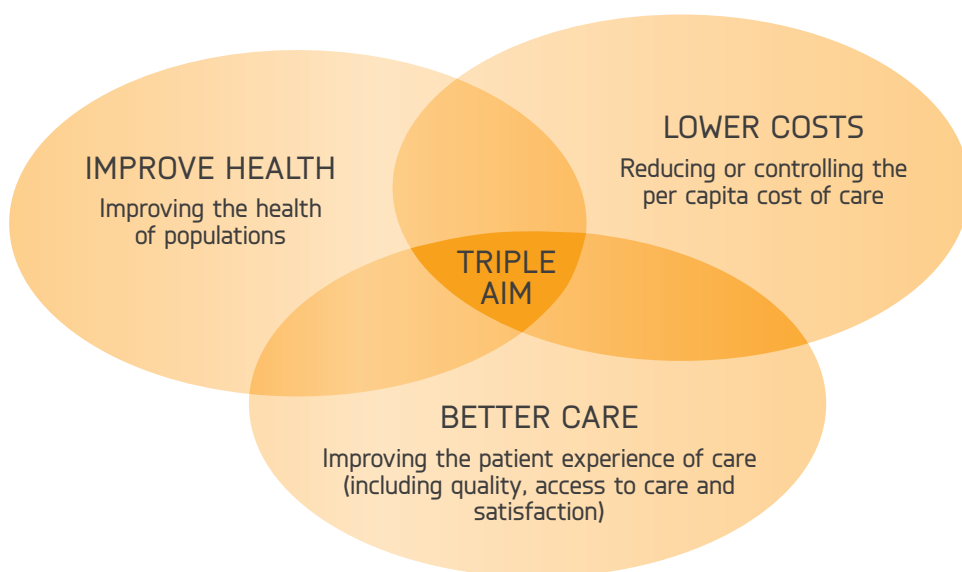 IMPROVE HEALTH
Improving the health
of populations
LOWER COSTS
Reducing or controlling the
per capita cost of care
TRIPLE
AIM
BETTER CARE
Improving the patient experience of care
(including quality, access to care and
satisfaction)